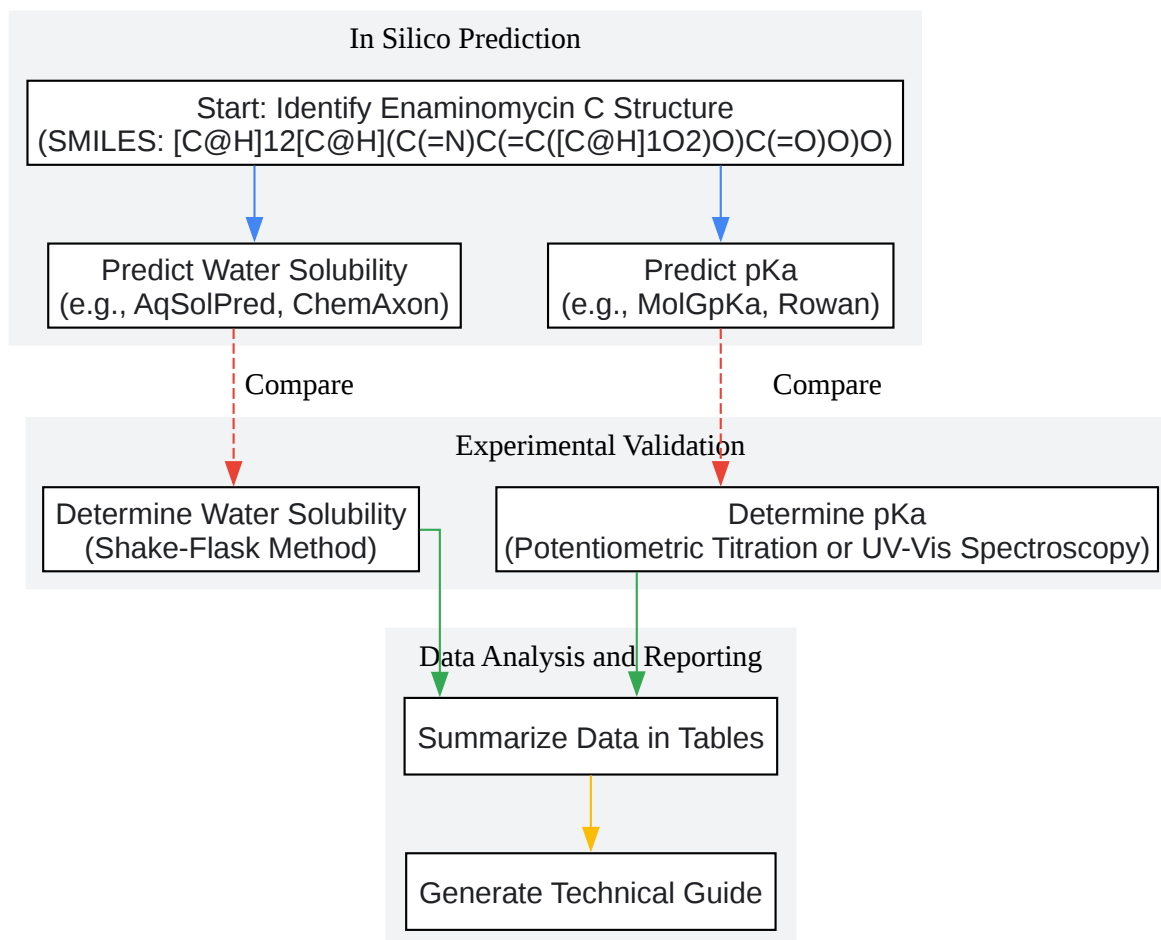 In Silico Prediction
Start: Identify Enaminomycin C Structure
(SMILES: [C@H]12[C@H](C(=N)C(=C([C@H]1O2)O)C(=O)O)O)
Predict Water Solubility
(e.g., AqSolPred, ChemAxon)
Predict pKa
(e.g., MolGpKa, Rowan)
Compare
Compare
Experimental Validation
Determine Water Solubility
(Shake-Flask Method)
Determine pKa
(Potentiometric Titration or UV-Vis Spectroscopy)
Data Analysis and Reporting
Summarize Data in Tables
Generate Technical Guide